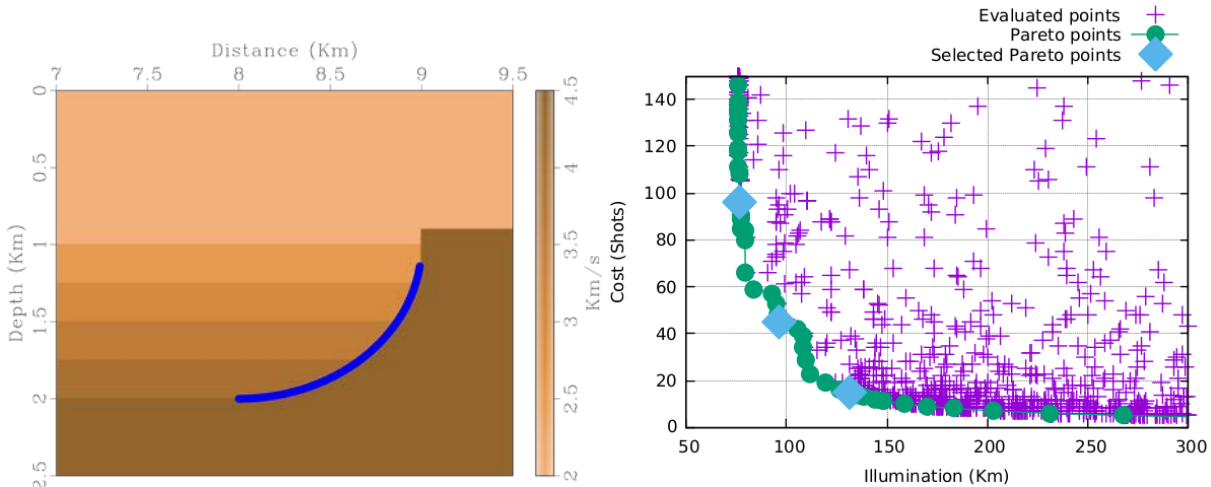 Distance (Km)
7 7.5 8 8.5 9 9.5
Depth (Km)
0
0.5
1
1.5
2
2.5
4.5
4
3.5
3
2.5
2
Km/s
Evaluated points
Pareto points
Selected Pareto points
Cost (Shots)
140
120
100
80
60
40
20
0
50 100 150 200 250 300
Illumination (Km)